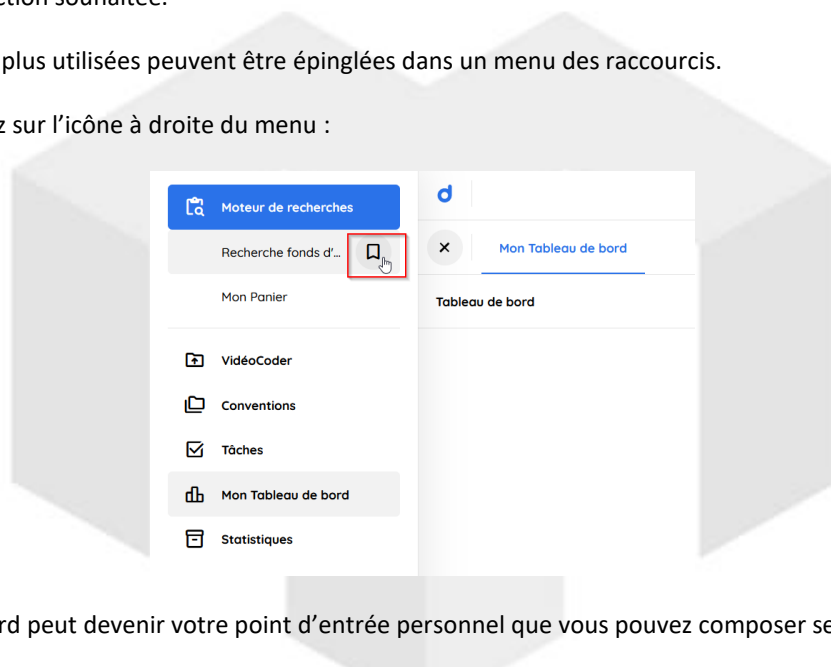 ction souhaitée.
plus utilisées peuvent être épinglées dans un menu des raccourcis.
z sur l'icône à droite du menu :
Moteur de recherches
d
Recherche fonds d'...
Mon Tableau de bord
Mon Panier
Tableau de bord
VidéoCoder
Conventions
Tâches
Mon Tableau de bord
Statistiques
rd peut devenir votre point d'entrée personnel que vous pouvez composer se